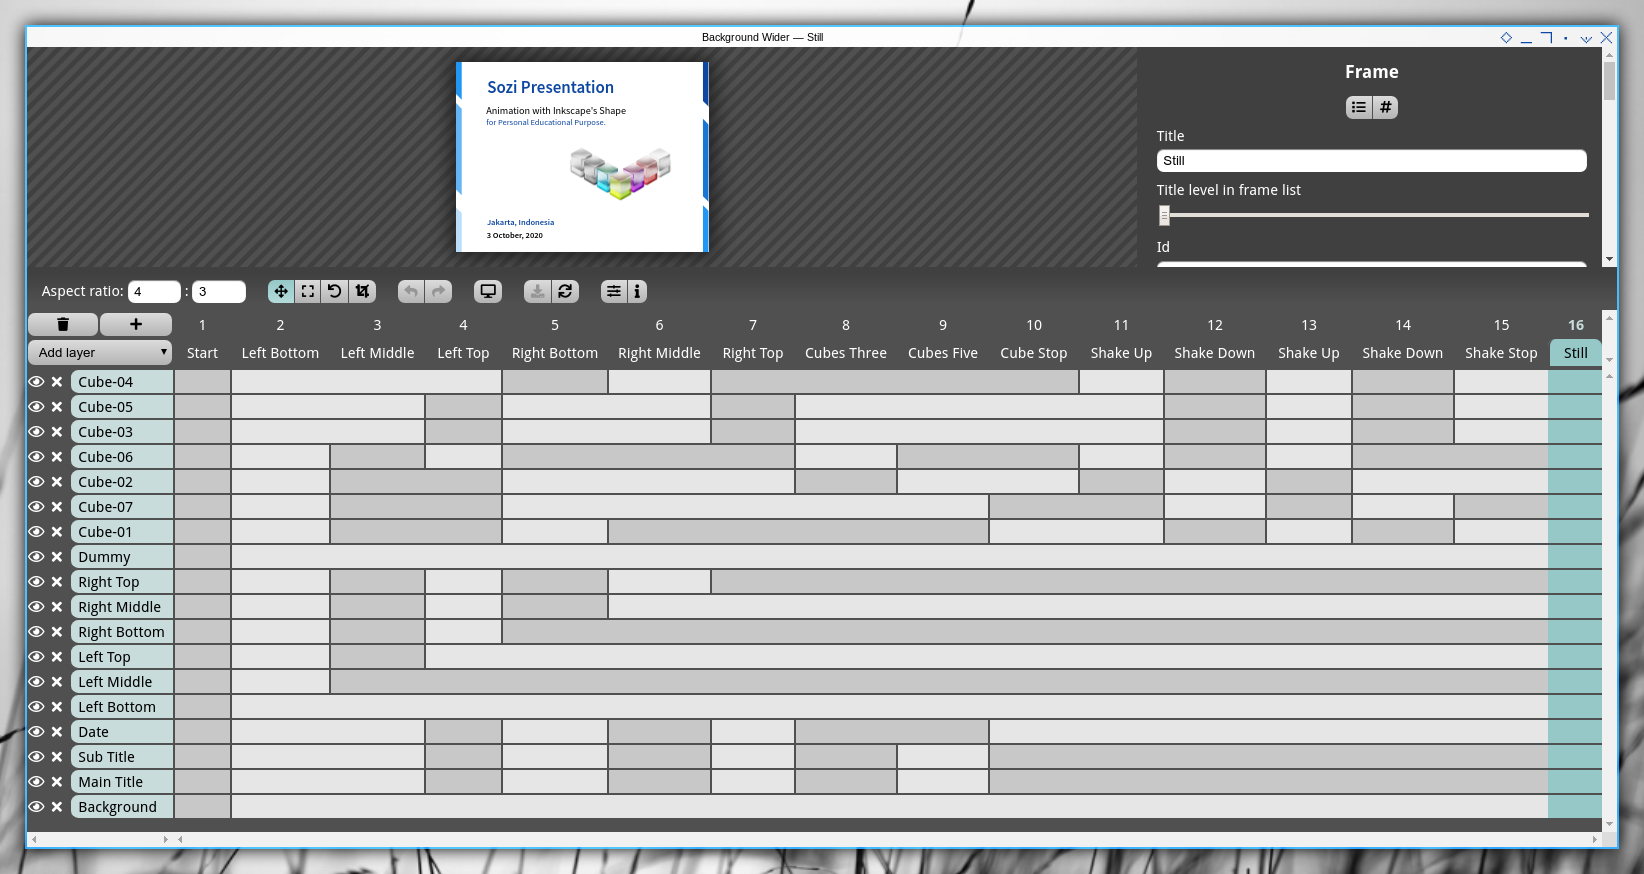 Background Wider — Still
Sozi Presentation
Animation with Inkscape's Shape
for Personal Educational Purpose.
Jakarta, Indonesia
3 October, 2020
Frame
#
Title
Still
Title level in frame list
Id
Aspect ratio: 4 : 3
1 2 3 4 5 6 7 8 9 10 11 12 13 14 15 16
Add layer Start Left Bottom Left Middle Left Top Right Bottom Right Middle Right Top Cubes Three Cubes Five Cube Stop Shake Up Shake Down Shake Up Shake Down Shake Stop Still
Cube-04
Cube-05
Cube-03
Cube-06
Cube-02
Cube-07
Cube-01
Dummy
Right Top
Right Middle
Right Bottom
Left Top
Left Middle
Left Bottom
Date
Sub Title
Main Title
Background